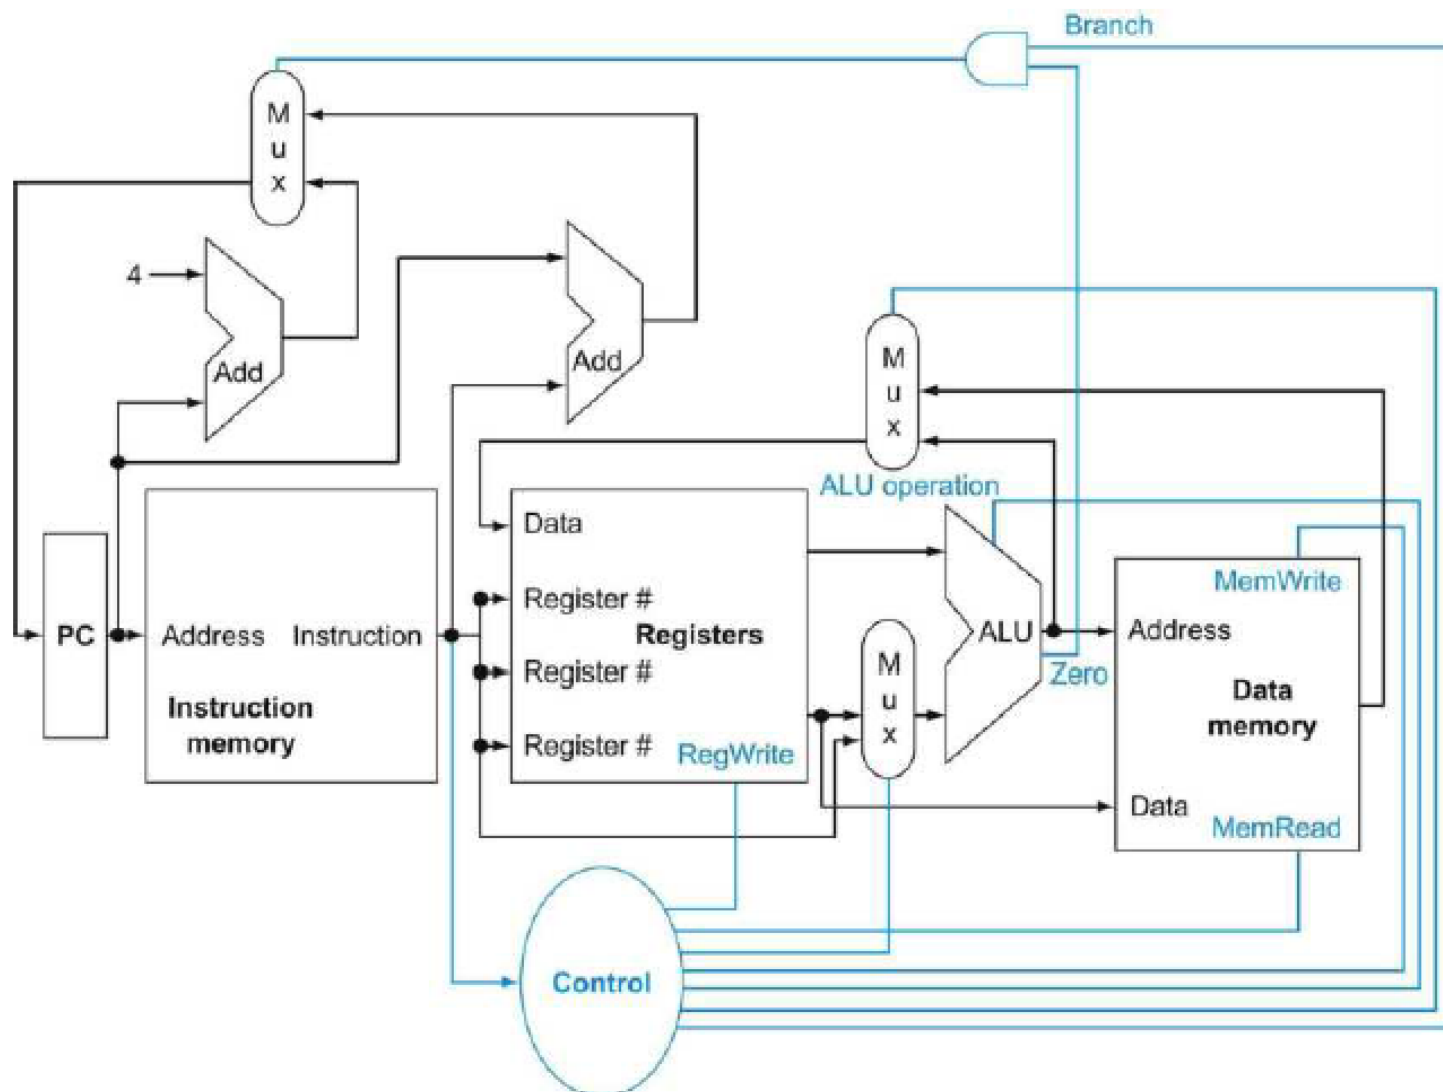 Branch
M
u
x
4
Add
Add
M
u
x
ALU operation
Data
Register #
Registers
Register #
Register #
RegWrite
PC
Address Instruction
Instruction
memory
M
u
x
ALU
Zero
MemWrite
Address
Data
memory
Data
MemRead
Control